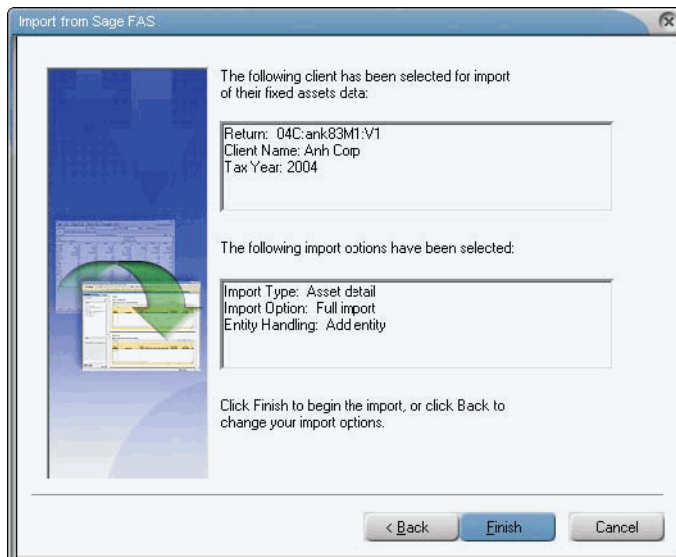 Import from Sage FAS
The following client has been selected for import
of their fixed assets data:
Return: 04C:ank83M1:V1
Client Name: Anh Corp
Tax Year: 2004
The following import options have been selected:
Import Type: Asset detail
Import Option: Full import
Entity Handling: Add entity
Click Finish to begin the import, or click Back to
change your import options.
< Back
Finish
Cancel